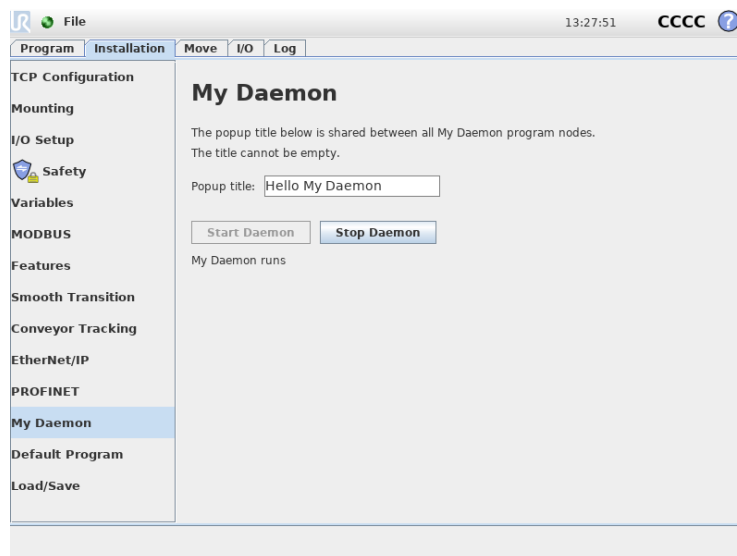 UR File 13:27:51 CCCC ?
Program Installation Move I/O Log
TCP Configuration
Mounting
I/O Setup
Safety
Variables
MODBUS
Features
Smooth Transition
Conveyor Tracking
EtherNet/IP
PROFINET
My Daemon
Default Program
Load/Save
My Daemon
The popup title below is shared between all My Daemon program nodes.
The title cannot be empty.
Popup title: Hello My Daemon
Start Daemon Stop Daemon
My Daemon runs